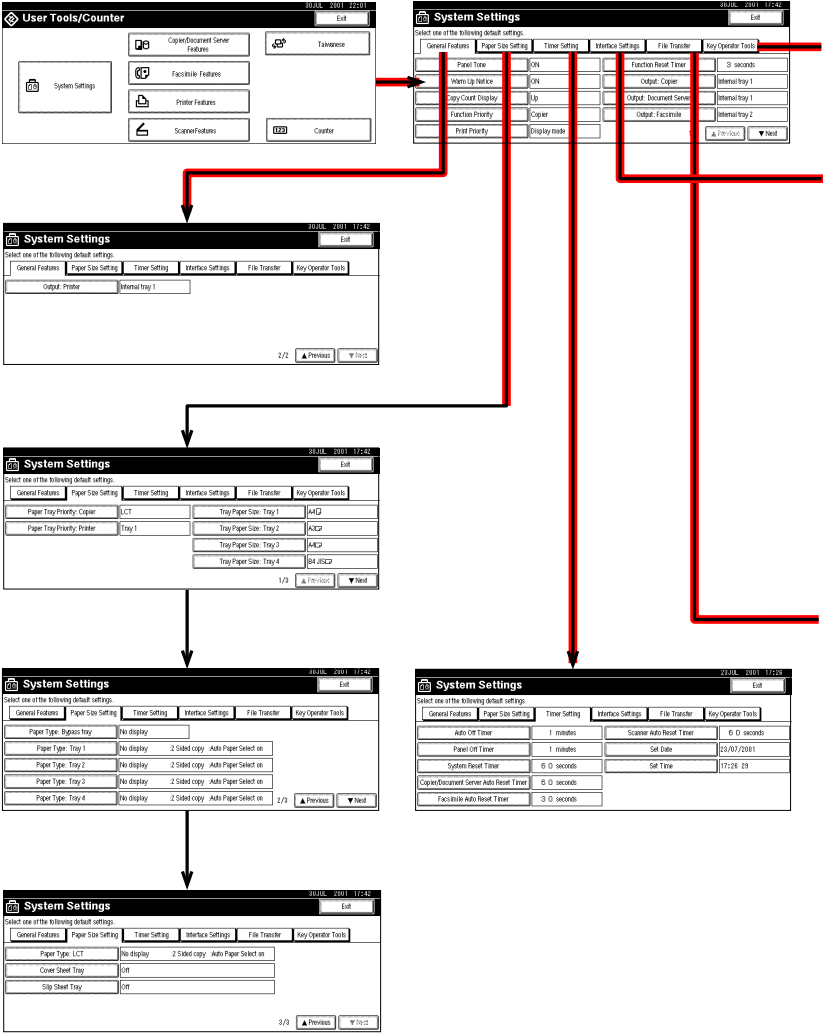 30JUL 2001 22:01
User Tools/Counter
Exit
Copier/Document Server
Features
Taiwanese
System Settings
Facsimile Features
Printer Features
ScannerFeatures
Counter
30JUL 2001 17:42
System Settings
Exit
Select one of the following default settings.
General Features Paper Size Setting Timer Setting Interface Settings File Transfer Key Operator Tools
Panel Tone ON Function Reset Timer 3 seconds
Warm Up Notice ON Output: Copier Internal tray 1
Copy Count Display Up Output: Document Server Internal tray 1
Function Priority Copier Output: Facsimile Internal tray 2
Print Priority Display mode
▲ Previous ▼ Next
30JUL 2001 17:42
System Settings
Exit
Select one of the following default settings.
General Features Paper Size Setting Timer Setting Interface Settings File Transfer Key Operator Tools
Output: Printer Internal tray 1
2/2 ▲ Previous ▼ Next
30JUL 2001 17:42
System Settings
Exit
Select one of the following default settings.
General Features Paper Size Setting Timer Setting Interface Settings File Transfer Key Operator Tools
Paper Tray Priority: Copier LCT Tray Paper Size: Tray 1 A4
Paper Tray Priority: Printer Tray 1 Tray Paper Size: Tray 2 A3
Tray Paper Size: Tray 3 A4
Tray Paper Size: Tray 4 B4 JIS
1/3 ▲ Previous ▼ Next
30JUL 2001 17:42
System Settings
Exit
Select one of the following default settings.
General Features Paper Size Setting Timer Setting Interface Settings File Transfer Key Operator Tools
Paper Type: Bypass tray No display
Paper Type: Tray 1 No display :2 Sided copy :Auto Paper Select on
Paper Type: Tray 2 No display :2 Sided copy :Auto Paper Select on
Paper Type: Tray 3 No display :2 Sided copy :Auto Paper Select on
Paper Type: Tray 4 No display :2 Sided copy :Auto Paper Select on
2/3 ▲ Previous ▼ Next
23JUL 2001 17:26
System Settings
Exit
Select one of the following default settings.
General Features Paper Size Setting Timer Setting Interface Settings File Transfer Key Operator Tools
Auto Off Timer 1 minutes Scanner Auto Reset Timer 6 0 seconds
Panel Off Timer 1 minutes Set Date 23/07/2001
System Reset Timer 6 0 seconds Set Time 17:26 29
Copier/Document Server Auto Reset Timer 6 0 seconds
Facsimile Auto Reset Timer 3 0 seconds
30JUL 2001 17:42
System Settings
Exit
Select one of the following default settings.
General Features Paper Size Setting Timer Setting Interface Settings File Transfer Key Operator Tools
Paper Type: LCT No display 2 Sided copy :Auto Paper Select on
Cover Sheet Tray Off
Slip Sheet Tray Off
3/3 ▲ Previous ▼ Next